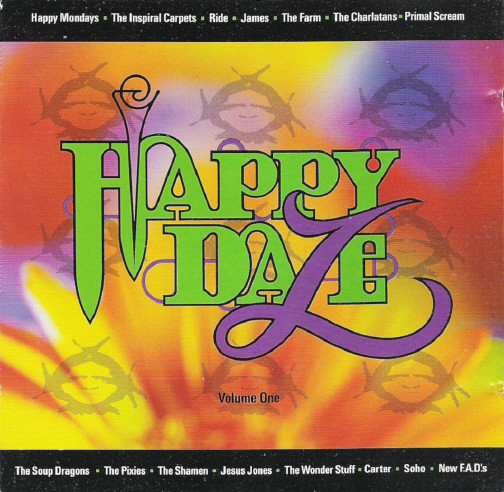 Happy Mondays ▪ The Inspiral Carpets ▪ Ride ▪ James ▪ The Farm ▪ The Charlatans ▪ Primal Scream
HAPPY
DAZE
Volume One
The Soup Dragons ▪ The Pixies ▪ The Shamen ▪ Jesus Jones ▪ The Wonder Stuff ▪ Carter ▪ Soho ▪ New F.A.D's